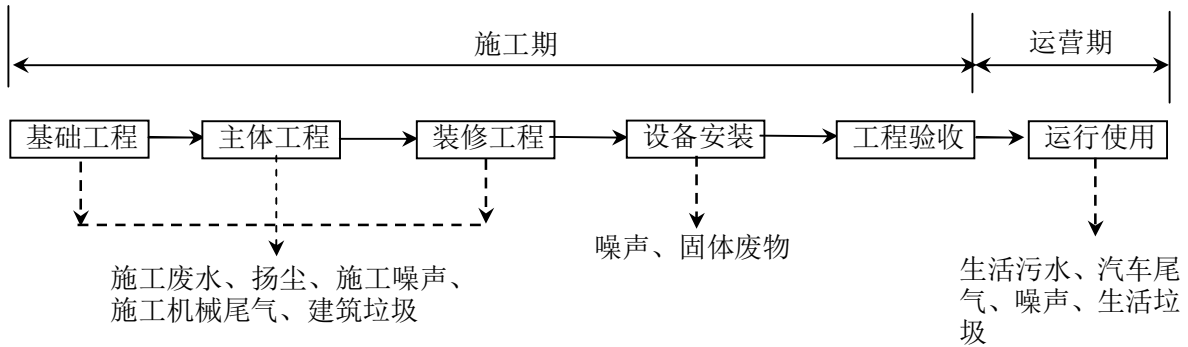 施工期
运营期
基础工程
主体工程
装修工程
设备安装
工程验收
运行使用
噪声、固体废物
施工废水、扬尘、施工噪声、
施工机械尾气、建筑垃圾
生活污水、汽车尾
气、噪声、生活垃
圾